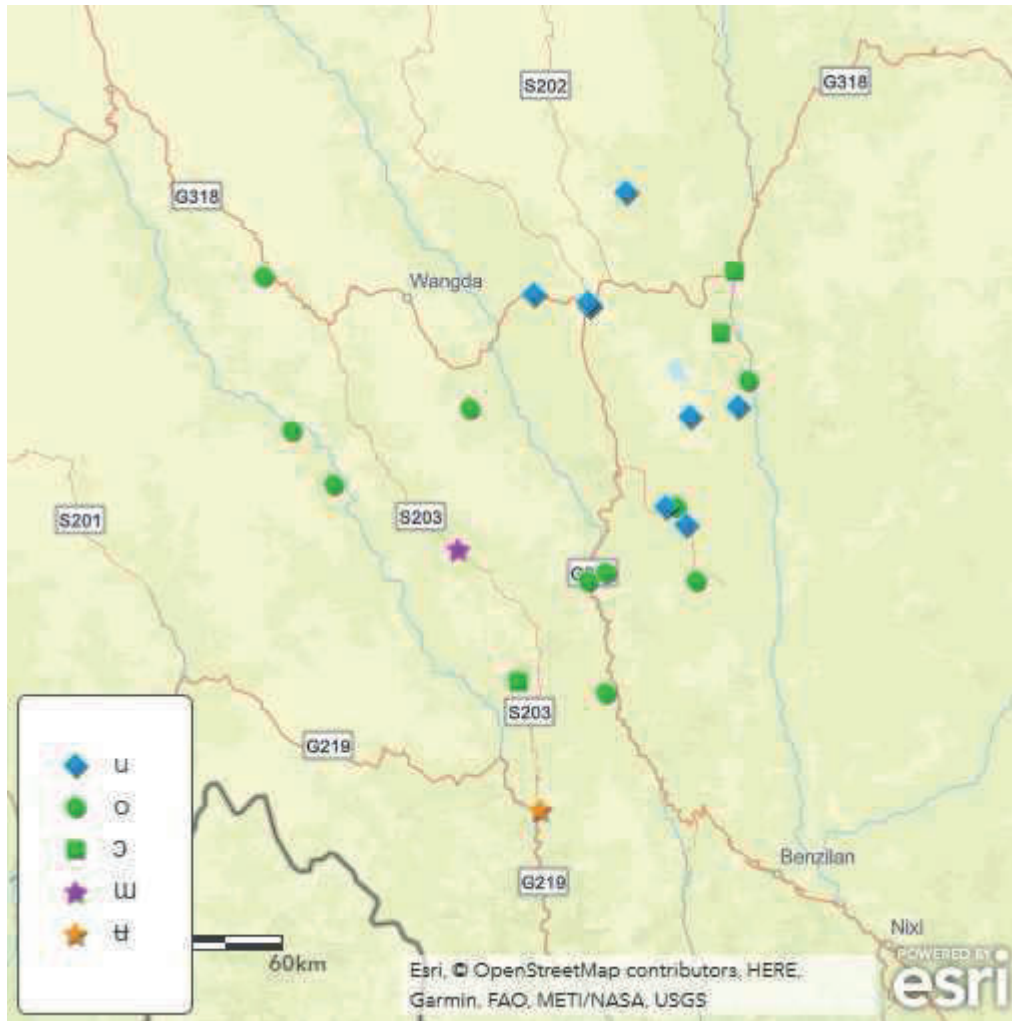 S202
G318
G318
Wangda
S203
S201
S203
G219
u
o
ɔ
ɯ
ʉ
G219
Benzilan
Nixi
60km
Esri, © OpenStreetMap contributors, HERE,
Garmin, FAO, METI/NASA, USGS
POWERED BY
esri